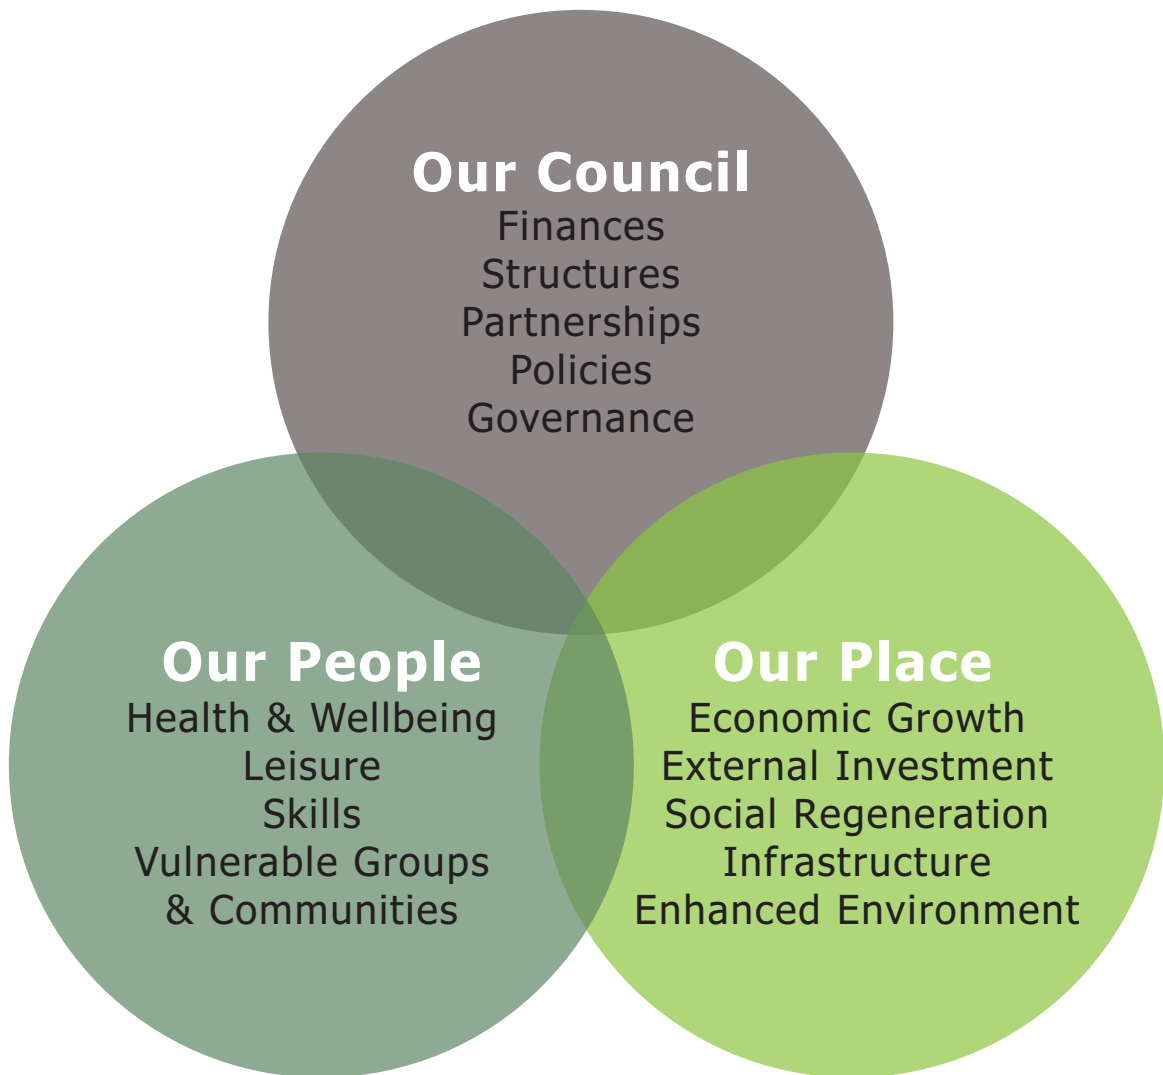 Our Council
Finances
Structures
Partnerships
Policies
Governance
Our People
Health & Wellbeing
Leisure
Skills
Vulnerable Groups
& Communities
Our Place
Economic Growth
External Investment
Social Regeneration
Infrastructure
Enhanced Environment